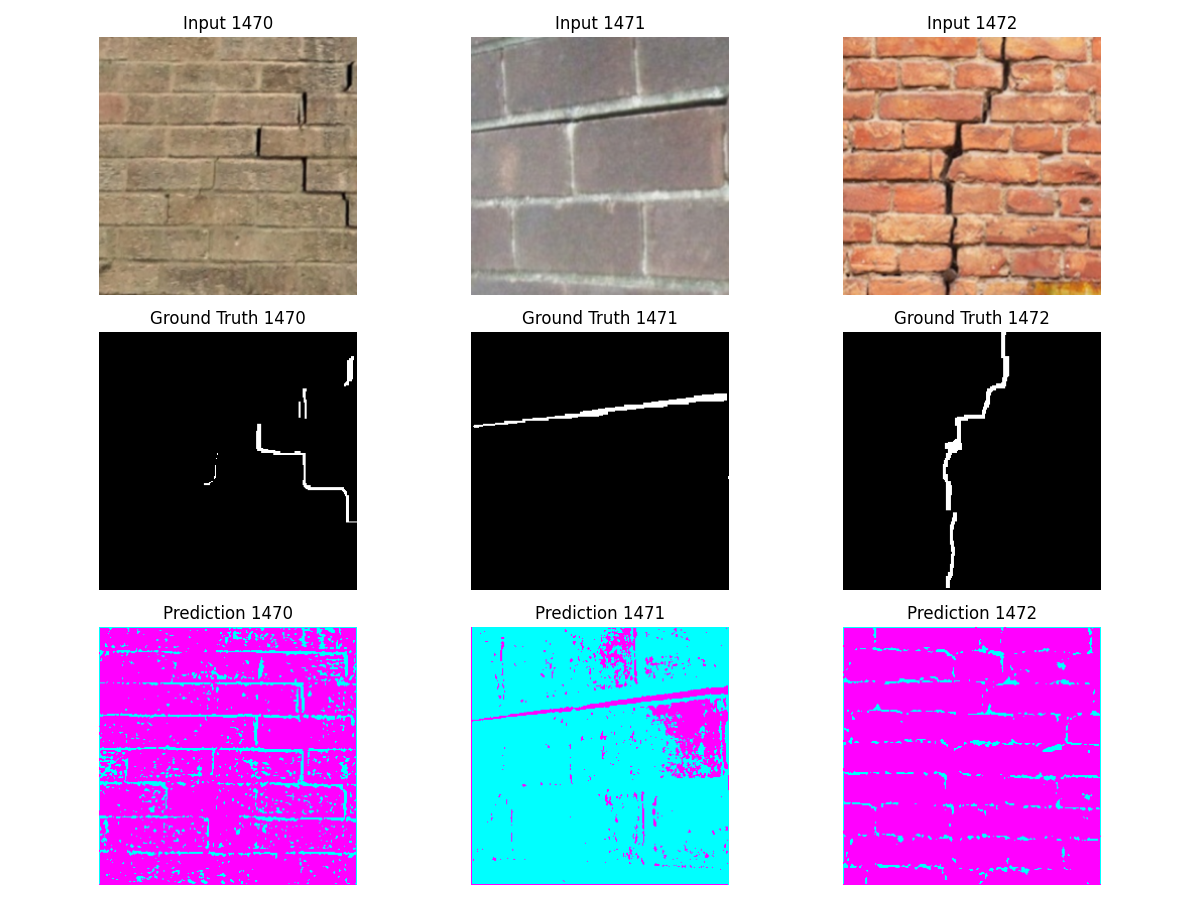 Input 1470
Input 1471
Input 1472
Ground Truth 1470
Ground Truth 1471
Ground Truth 1472
Prediction 1470
Prediction 1471
Prediction 1472